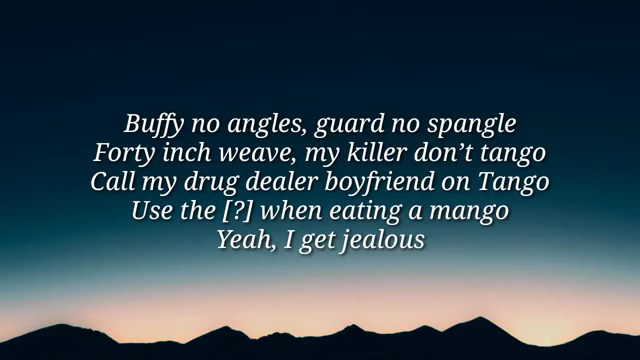 Buffy no angles, guard no spangle
Forty inch weave, my killer don’t tango
Call my drug dealer boyfriend on Tango
Use the [?] when eating a mango
Yeah, I get jealous